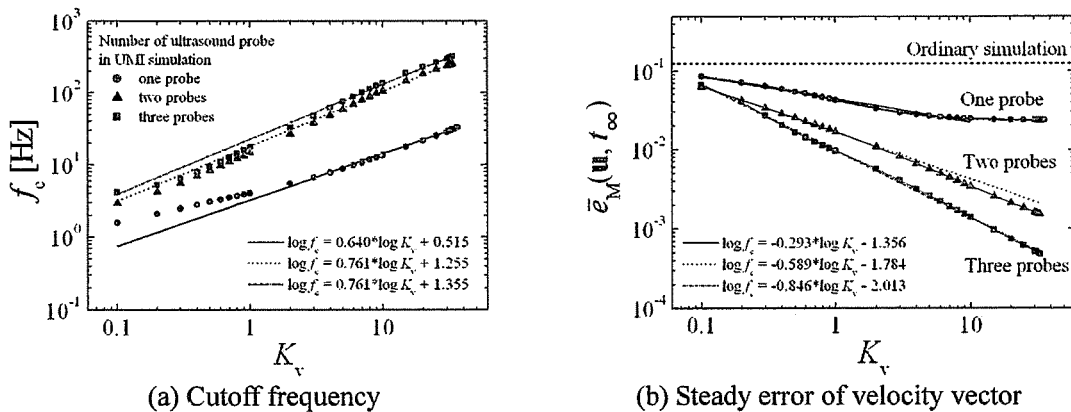 10³
10²
10¹
10⁰
10⁻¹
f_c [Hz]
Number of ultrasound probe
in UMI simulation
one probe
two probes
three probes
log f_c = 0.640*log K_v + 0.515
log f_c = 0.761*log K_v + 1.255
log f_c = 0.761*log K_v + 1.355
0.1 1 10
K_v
(a) Cutoff frequency
10⁰
10⁻¹
10⁻²
10⁻³
10⁻⁴
ē_M(u, t_∞)
Ordinary simulation
One probe
Two probes
Three probes
log f_c = -0.293*log K_v - 1.356
log f_c = -0.589*log K_v - 1.784
log f_c = -0.846*log K_v - 2.013
0.1 1 10
K_v
(b) Steady error of velocity vector